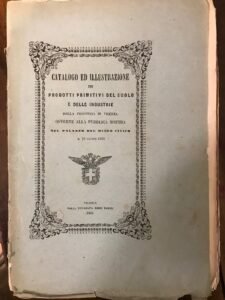 CATALOGO ED ILLUSTRAZIONE
DEI
PRODOTTI PRIMITIVI DEL SUOLO
E DELLE INDUSTRIE
DELLA PROVINCIA DI VICENZA
OFFERTE ALLA PUBBLICA MOSTRA
NEL PALAZZO DEL MUSEO CIVICO
VICENZA